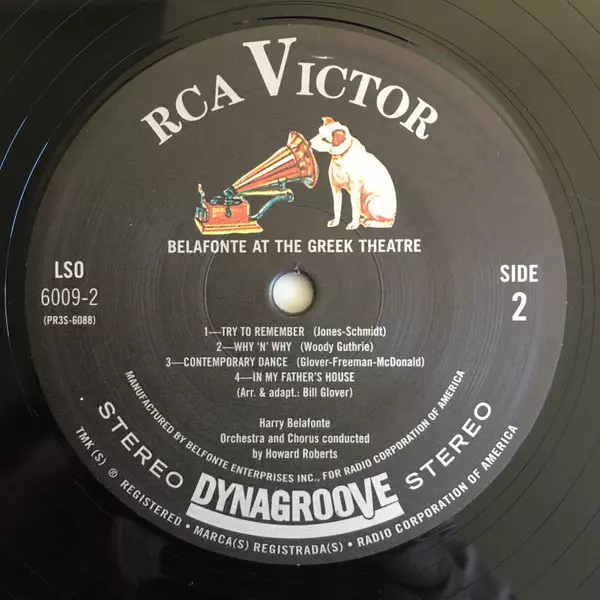 RCA VICTOR
BELAFONTE AT THE GREEK THEATRE
LSO
6009-2
(PR3S-6088)
SIDE
2
1—TRY TO REMEMBER (Jones-Schmidt)
2—WHY 'N' WHY (Woody Guthrie)
3—CONTEMPORARY DANCE (Glover-Freeman-McDonald)
4—IN MY FATHER'S HOUSE
(Arr. & adapt.: Bill Glover)
Harry Belafonte
Orchestra and Chorus conducted
by Howard Roberts
MANUFACTURED BY BELFONTE ENTERPRISES INC., FOR RADIO CORPORATION OF AMERICA
STEREO DYNAGROOVE STEREO
TMK(S) ® REGISTERED • MARCA(S) REGISTRADA(S) • RADIO CORPORATION OF AMERICA